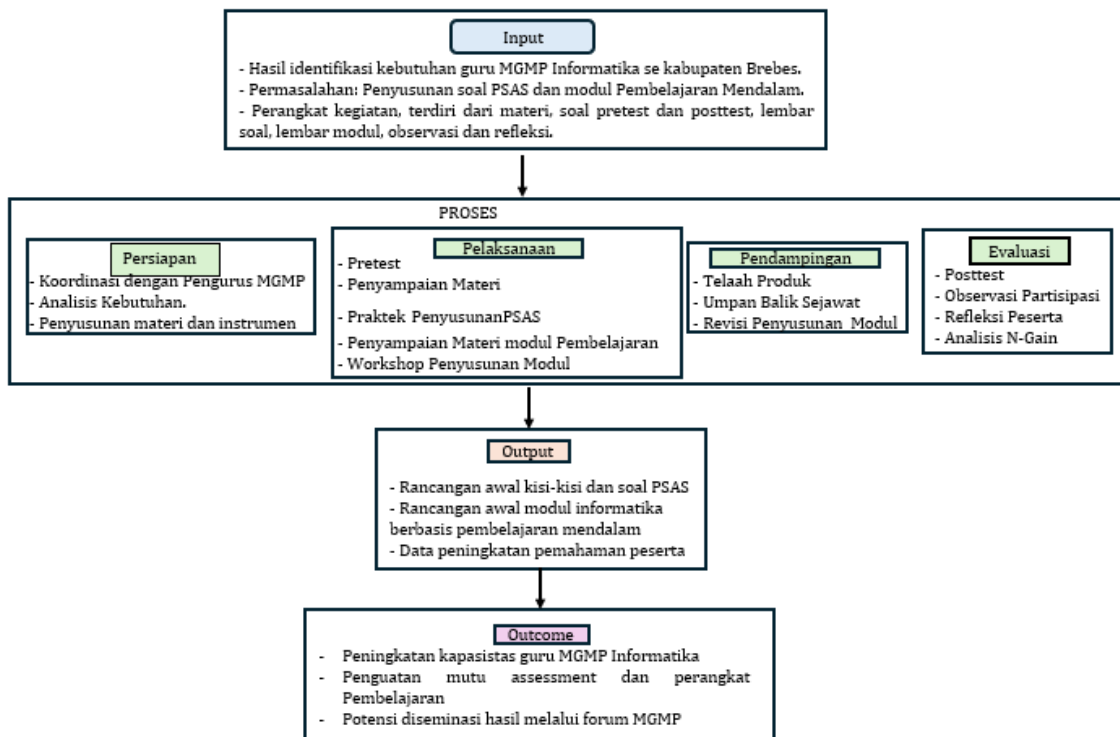 Input
- Hasil identifikasi kebutuhan guru MGMP Informatika se kabupaten Brebes.
- Permasalahan: Penyusunan soal PSAS dan modul Pembelajaran Mendalam.
- Perangkat kegiatan, terdiri dari materi, soal pretest dan posttest, lembar
soal, lembar modul, observasi dan refleksi.
PROSES
Persiapan
- Koordinasi dengan Pengurus MGMP
- Analisis Kebutuhan.
- Penyusunan materi dan instrumen
Pelaksanaan
- Pretest
- Penyampaian Materi
- Praktek PenyusunanPSAS
- Penyampaian Materi modul Pembelajaran
- Workshop Penyusunan Modul
Pendampingan
- Telaah Produk
- Umpan Balik Sejawat
- Revisi Penyusunan Modul
Evaluasi
- Posttest
- Observasi Partisipasi
- Refleksi Peserta
- Analisis N-Gain
Output
- Rancangan awal kisi-kisi dan soal PSAS
- Rancangan awal modul informatika
berbasis pembelajaran mendalam
- Data peningkatan pemahaman peserta
Outcome
- Peningkatan kapasistas guru MGMP Informatika
- Penguatan mutu assessment dan perangkat
Pembelajaran
- Potensi diseminasi hasil melalui forum MGMP